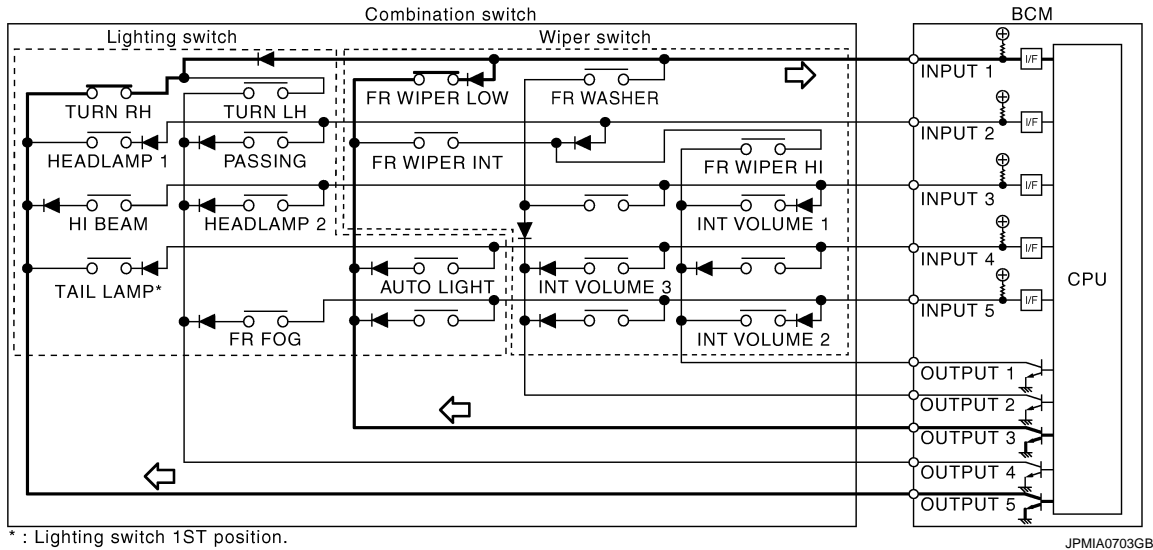 Combination switch
BCM
Lighting switch
Wiper switch
INPUT 1
I/F
TURN RH
TURN LH
FR WIPER LOW
FR WASHER
INPUT 2
I/F
HEADLAMP 1
PASSING
FR WIPER INT
FR WIPER HI
INPUT 3
I/F
HI BEAM
HEADLAMP 2
INT VOLUME 1
INPUT 4
I/F
TAIL LAMP*
AUTO LIGHT
INT VOLUME 3
CPU
INPUT 5
I/F
FR FOG
INT VOLUME 2
OUTPUT 1
OUTPUT 2
OUTPUT 3
OUTPUT 4
OUTPUT 5
* : Lighting switch 1ST position.
JPMIA0703GB